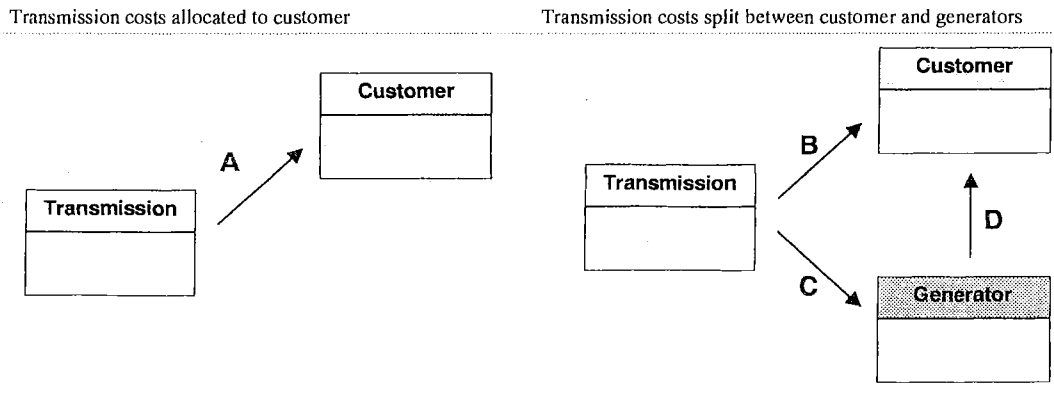 Transmission costs allocated to customer
Customer
A
Transmission
Transmission costs split between customer and generators
Customer
B
Transmission
D
C
Generator